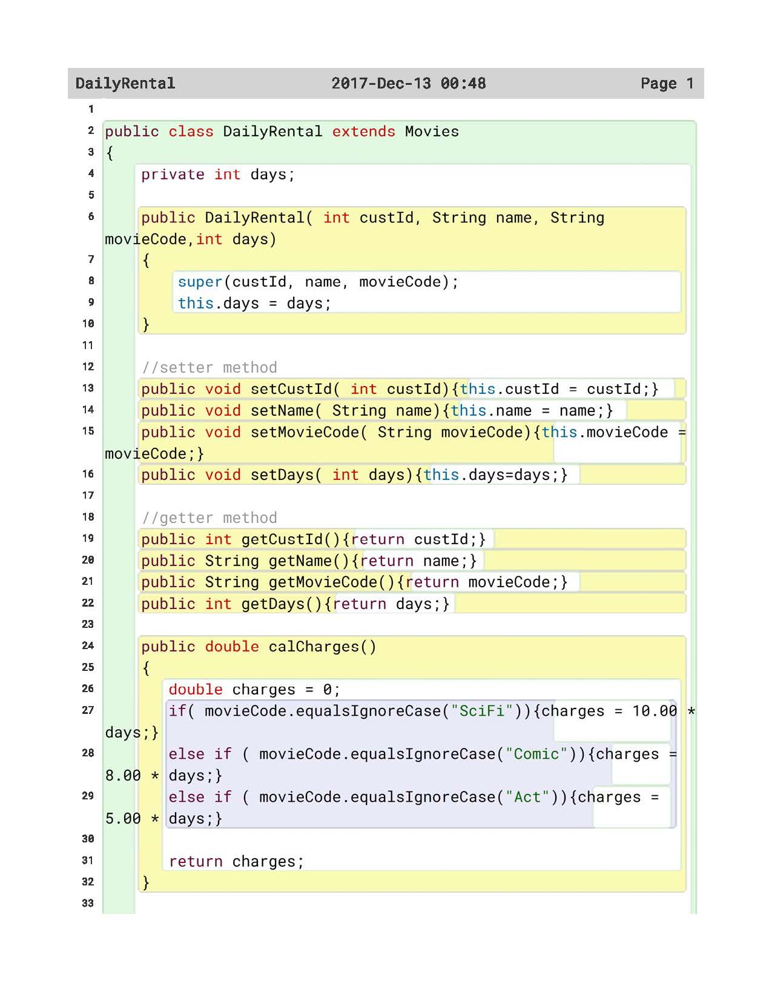 DailyRental 2017-Dec-13 00:48 Page 1
1
2 public class DailyRental extends Movies
3 {
4 private int days;
5
6 public DailyRental( int custId, String name, String
movieCode,int days)
7 {
8 super(custId, name, movieCode);
9 this.days = days;
10 }
11
12 //setter method
13 public void setCustId( int custId){this.custId = custId;}
14 public void setName( String name){this.name = name;}
15 public void setMovieCode( String movieCode){this.movieCode =
movieCode;}
16 public void setDays( int days){this.days=days;}
17
18 //getter method
19 public int getCustId(){return custId;}
20 public String getName(){return name;}
21 public String getMovieCode(){return movieCode;}
22 public int getDays(){return days;}
23
24 public double calCharges()
25 {
26 double charges = 0;
27 if( movieCode.equalsIgnoreCase("SciFi")){charges = 10.00 *
days;}
28 else if ( movieCode.equalsIgnoreCase("Comic")){charges =
8.00 * days;}
29 else if ( movieCode.equalsIgnoreCase("Act")){charges =
5.00 * days;}
30
31 return charges;
32 }
33